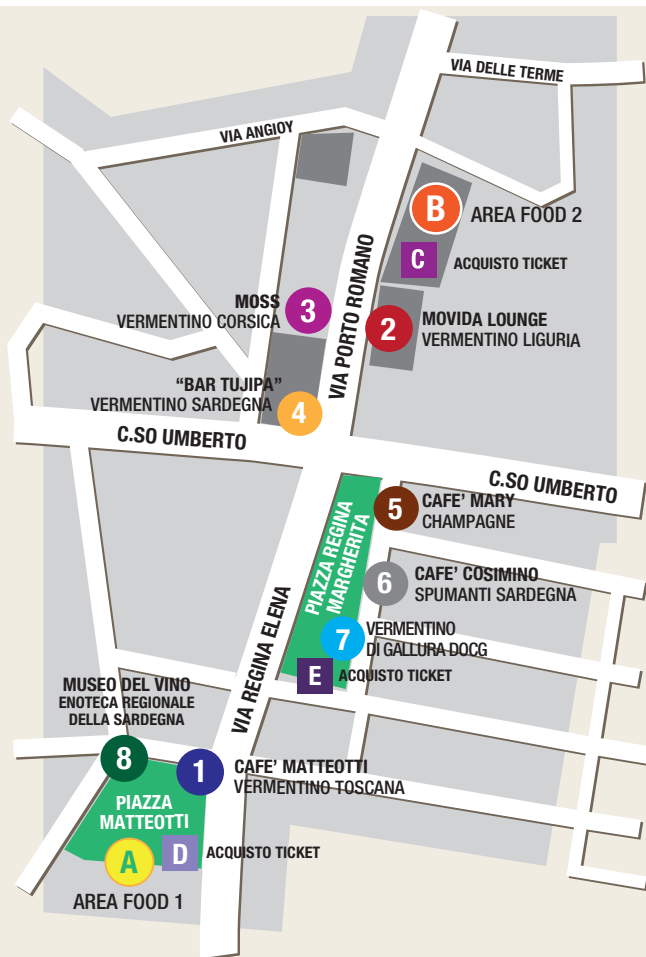 VIA DELLE TERME
VIA ANGIOY
B
AREA FOOD 2
C
ACQUISTO TICKET
VIA PORTO ROMANO
MOSS
VERMENTINO CORSICA
3
2
MOVIDA LOUNGE
VERMENTINO LIGURIA
“BAR TUJIPA”
VERMENTINO SARDEGNA
4
C.SO UMBERTO
C.SO UMBERTO
5
CAFE’ MARY
CHAMPAGNE
PIAZZA REGINA
MARGHERITA
6
CAFE’ COSIMINO
SPUMANTI SARDEGNA
7
VERMENTINO
DI GALLURA DOCG
E
ACQUISTO TICKET
VIA REGINA ELENA
MUSEO DEL VINO
ENOTECA REGIONALE
DELLA SARDEGNA
8
1
CAFE’ MATTEOTTI
VERMENTINO TOSCANA
PIAZZA
MATTEOTTI
A
D
ACQUISTO TICKET
AREA FOOD 1